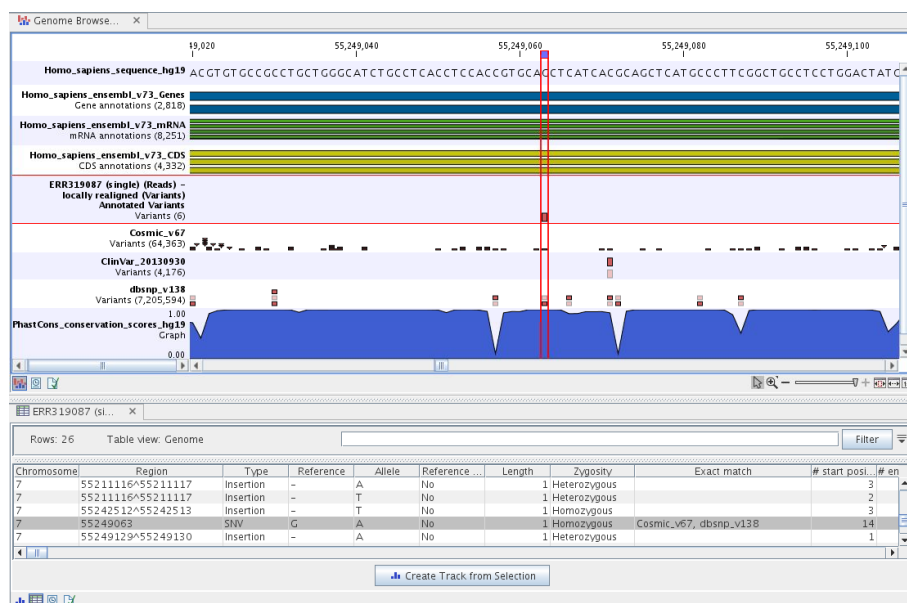 Genome Browse... ×
49,020 55,249,040 55,249,060 55,249,080 55,249,100
Homo_sapiens_sequence_hg19 ACGTGTGCCGCCTGCTGGGCATCTGCCTCACCTCCACCGTGCAGCTCATCACGCAGCTCATGCCCTTCGGCTGCCTCCTGGACTATC
Homo_sapiens_ensembl_v73_Genes
Gene annotations (2,818)
Homo_sapiens_ensembl_v73_mRNA
mRNA annotations (8,251)
Homo_sapiens_ensembl_v73_CDS
CDS annotations (4,332)
ERR319087 (single) (Reads) –
locally realigned (Variants)
Annotated Variants
Variants (6)
Cosmic_v67
Variants (64,363)
ClinVar_20130930
Variants (4,176)
dbsnp_v138
Variants (7,205,594)
1.00
PhastCons_conservation_scores_hg19
Graph
0.00
ERR319087 (si... ×
Rows: 26 Table view: Genome Filter
Chromosome Region Type Reference Allele Reference ... Length Zygosity Exact match # start posi... # en
7 55211116^55211117 Insertion – A No 1 Heterozygous 3
7 55211116^55211117 Insertion – T No 1 Heterozygous 2
7 55242512^55242513 Insertion – T No 1 Homozygous 3
7 55249063 SNV G A No 1 Homozygous Cosmic_v67, dbsnp_v138 14
7 55249129^55249130 Insertion – A No 1 Heterozygous 1
Create Track from Selection